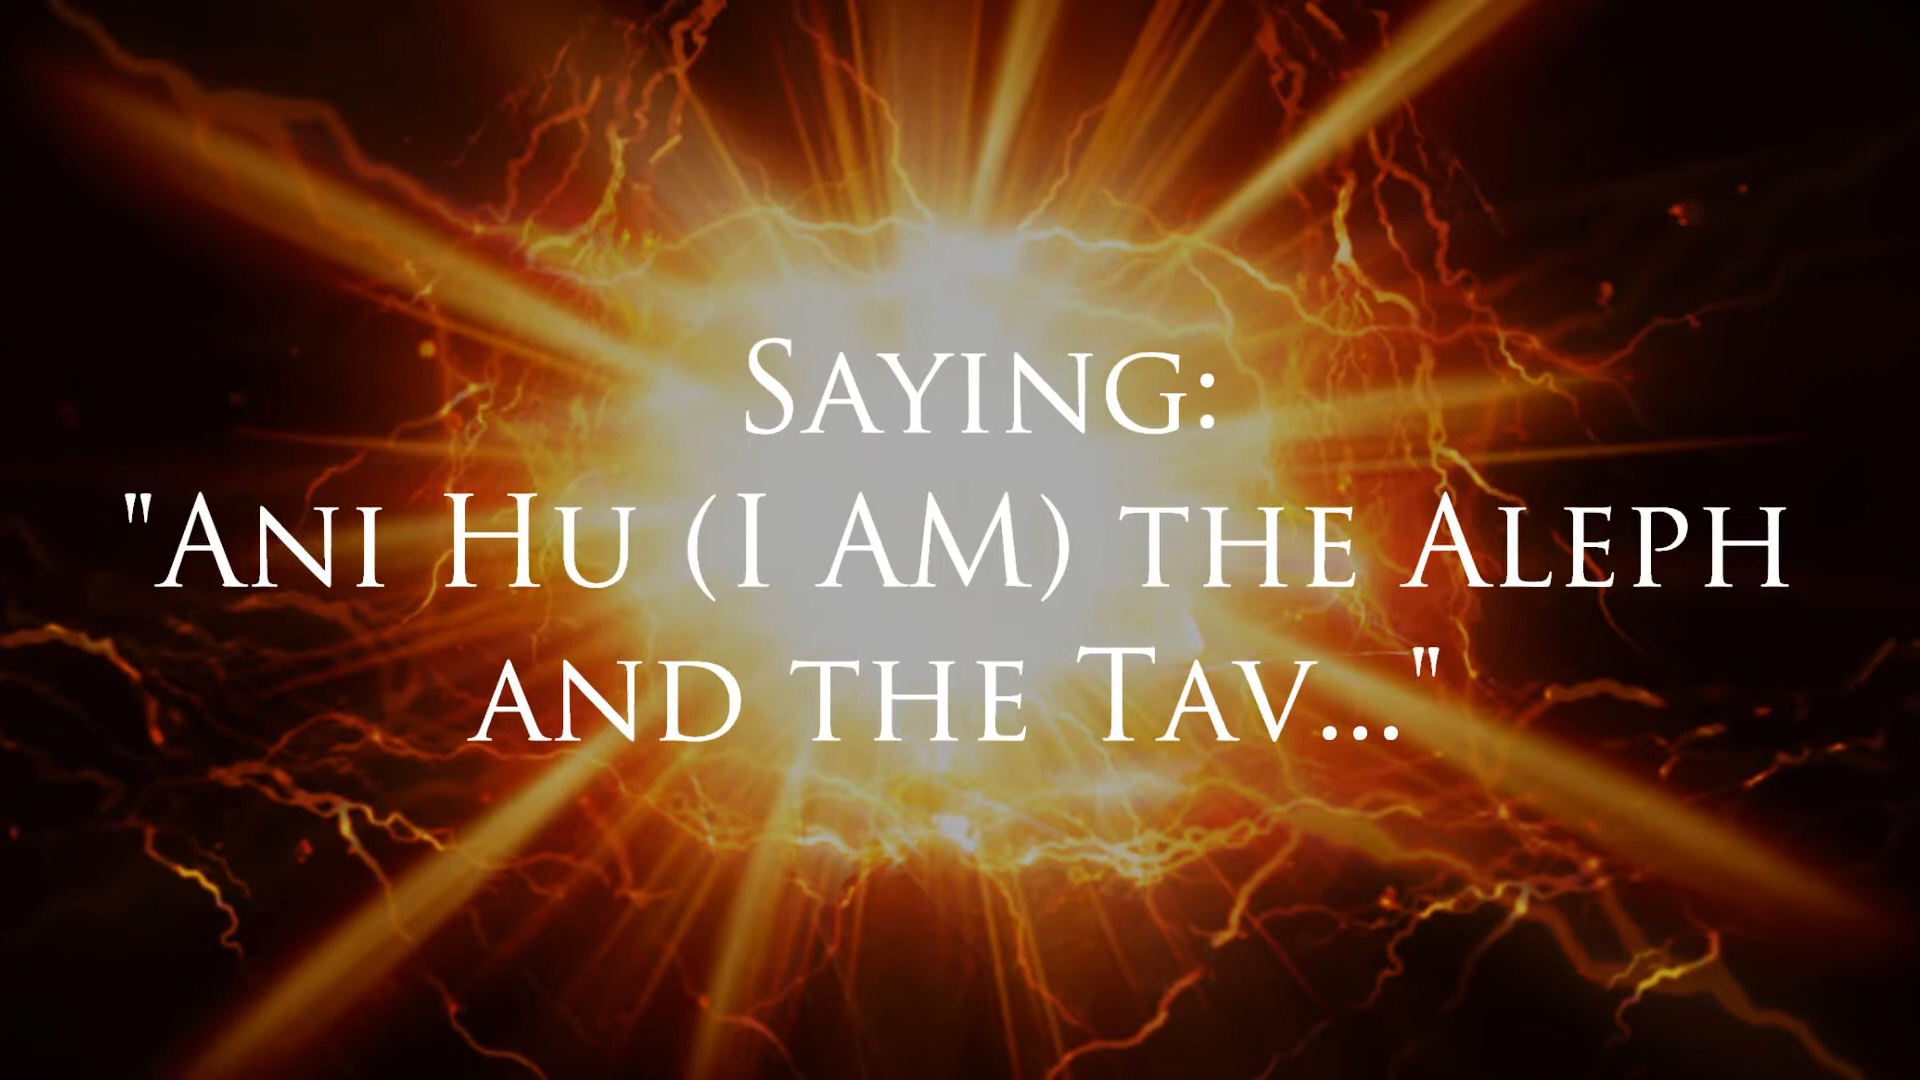 Saying:
"Ani Hu (I AM) the Aleph
and the Tav..."